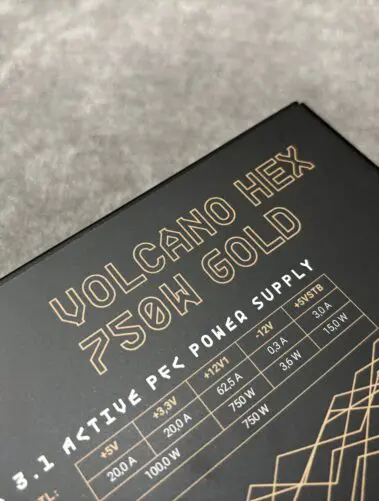 VOLCANO HEX
750W GOLD
3.1 ACTIVE PFC POWER SUPPLY
+5V +3,3V +12V1 -12V +5VSTB
20.0 A 20.0 A 62,5 A 0,3 A 3,0 A
100,0 W 750 W 3,6 W 15,0 W
TL: 750 W